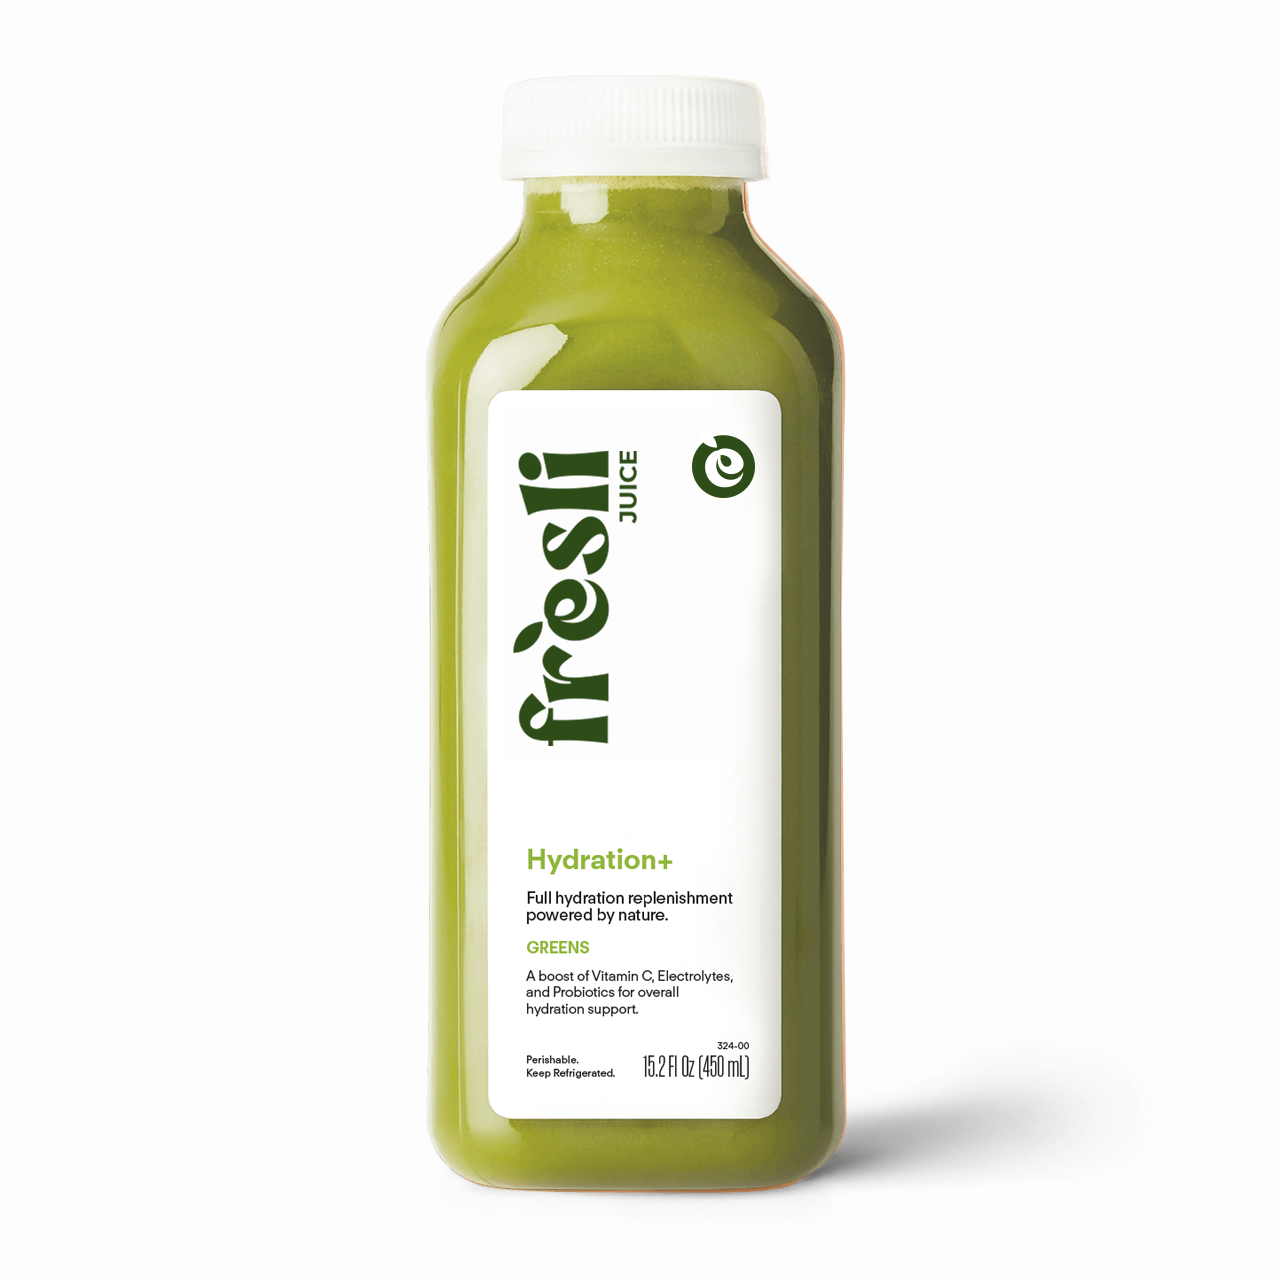 frèsli
JUICE
Hydration+
Full hydration replenishment
powered by nature.
GREENS
A boost of Vitamin C, Electrolytes,
and Probiotics for overall
hydration support.
324-00
Perishable.
Keep Refrigerated.
15.2 Fl Oz (450 mL)